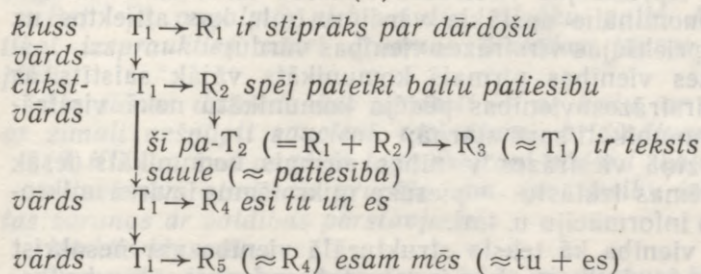 kluss T₁ → R₁ ir stiprāks par dārdošu
vārds ↓
čukst- T₁ → R₂ spēj pateikt baltu patiesību
vārds ↓
ši pa- T₂ (=R₁ + R₂) → R₃ (≈T₁) ir teksts
saule (≈ patiesība)
vārds T₁ → R₄ esi tu un es
↓
vārds T₁ → R₅ (≈R₄) esam mēs (≈tu + es)